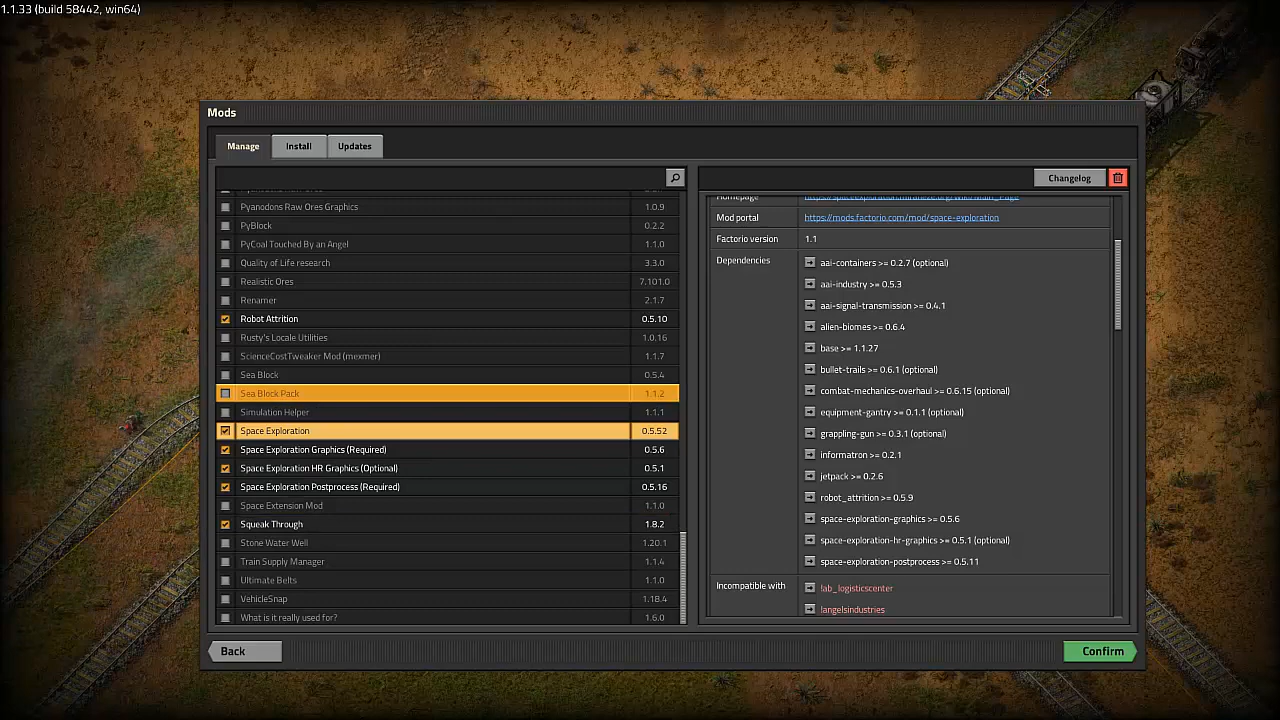 1.1.33 (build 58442, win64)
Mods
Manage Install Updates
Changelog
Pyanodons Raw Ores Graphics 1.0.9
PyBlock 0.2.2
PyCoal Touched By an Angel 1.1.0
Quality of Life research 3.3.0
Realistic Ores 7.101.0
Renamer 2.1.7
Robot Attrition 0.5.10
Rusty's Locale Utilities 1.0.16
ScienceCostTweaker Mod (mexmer) 1.1.7
Sea Block 0.5.4
Sea Block Pack 1.1.2
Simulation Helper 1.1.1
Space Exploration 0.5.52
Space Exploration Graphics (Required) 0.5.6
Space Exploration HR Graphics (Optional) 0.5.1
Space Exploration Postprocess (Required) 0.5.16
Space Extension Mod 1.1.0
Squeak Through 1.8.2
Stone Water Well 1.20.1
Train Supply Manager 1.1.4
Ultimate Belts 1.1.0
VehicleSnap 1.18.4
What is it really used for? 1.6.0
Homepage
Mod portal https://mods.factorio.com/mod/space-exploration
Factorio version 1.1
Dependencies aai-containers >= 0.2.7 (optional)
aai-industry >= 0.5.3
aai-signal-transmission >= 0.4.1
alien-biomes >= 0.6.4
base >= 1.1.27
bullet-trails >= 0.6.1 (optional)
combat-mechanics-overhaul >= 0.6.15 (optional)
equipment-gantry >= 0.1.1 (optional)
grappling-gun >= 0.3.1 (optional)
informatron >= 0.2.1
jetpack >= 0.2.6
robot_attrition >= 0.5.9
space-exploration-graphics >= 0.5.6
space-exploration-hr-graphics >= 0.5.1 (optional)
space-exploration-postprocess >= 0.5.11
Incompatible with !ab_logisticscenter
!angelsindustries
Back Confirm